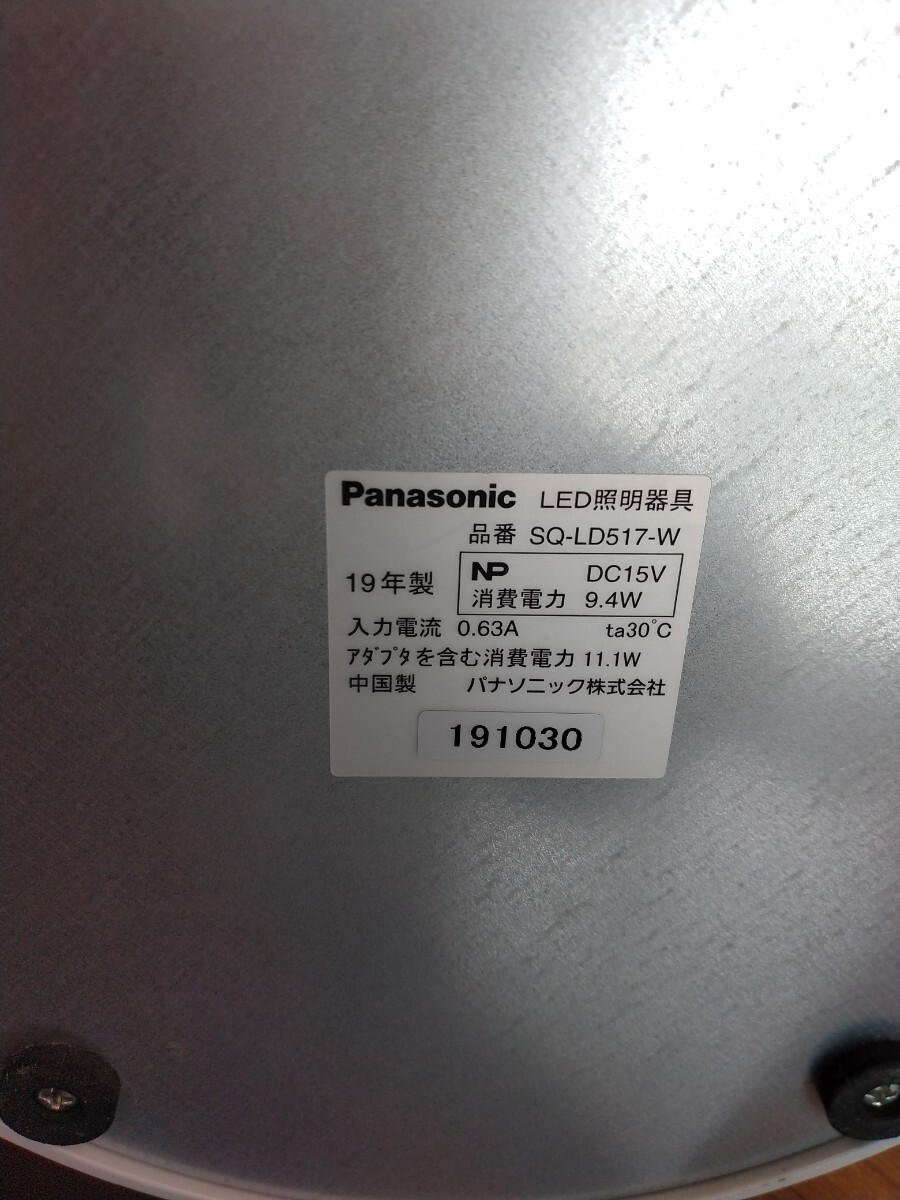 Panasonic LED照明器具
品番 SQ-LD517-W
19年製
NP DC15V
消費電力 9.4W
入力電流 0.63A ta30℃
ｱﾀﾞﾌﾟﾀを含む消費電力 11.1W
中国製 パナソニック株式会社
191030